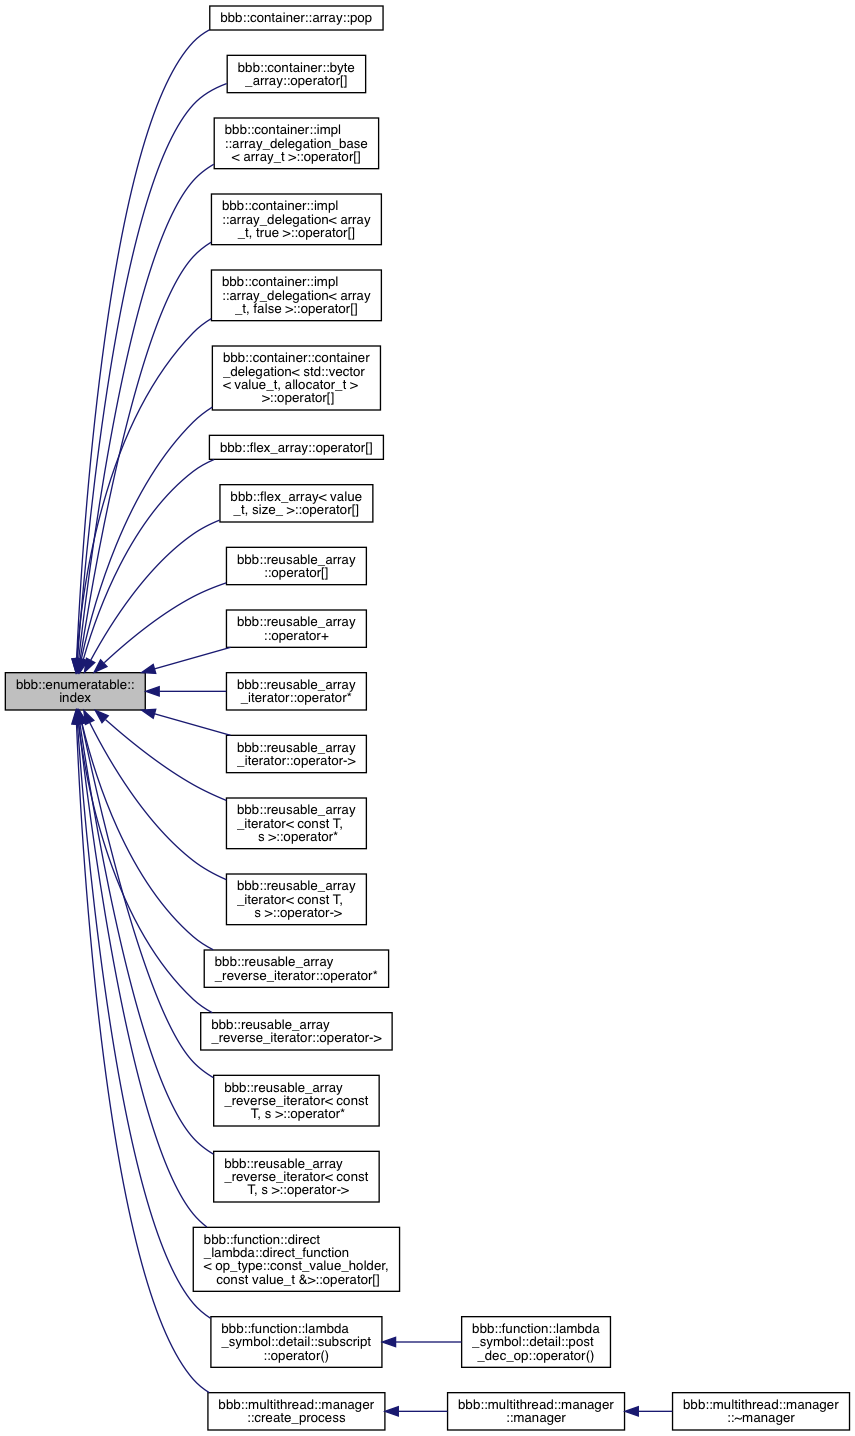 bbb::container::array::pop
bbb::container::byte
_array::operator[]
bbb::container::impl
::array_delegation_base
< array_t >::operator[]
bbb::container::impl
::array_delegation< array
_t, true >::operator[]
bbb::container::impl
::array_delegation< array
_t, false >::operator[]
bbb::container::container
_delegation< std::vector
< value_t, allocator_t >
>::operator[]
bbb::flex_array::operator[]
bbb::flex_array< value
_t, size_ >::operator[]
bbb::reusable_array
::operator[]
bbb::reusable_array
::operator+
bbb::enumeratable::
index
bbb::reusable_array
_iterator::operator*
bbb::reusable_array
_iterator::operator->
bbb::reusable_array
_iterator< const T,
s >::operator*
bbb::reusable_array
_iterator< const T,
s >::operator->
bbb::reusable_array
_reverse_iterator::operator*
bbb::reusable_array
_reverse_iterator::operator->
bbb::reusable_array
_reverse_iterator< const
T, s >::operator*
bbb::reusable_array
_reverse_iterator< const
T, s >::operator->
bbb::function::direct
_lambda::direct_function
< op_type::const_value_holder,
const value_t &>::operator[]
bbb::function::lambda
_symbol::detail::subscript
::operator()
bbb::function::lambda
_symbol::detail::post
_dec_op::operator()
bbb::multithread::manager
::create_process
bbb::multithread::manager
::manager
bbb::multithread::manager
::~manager